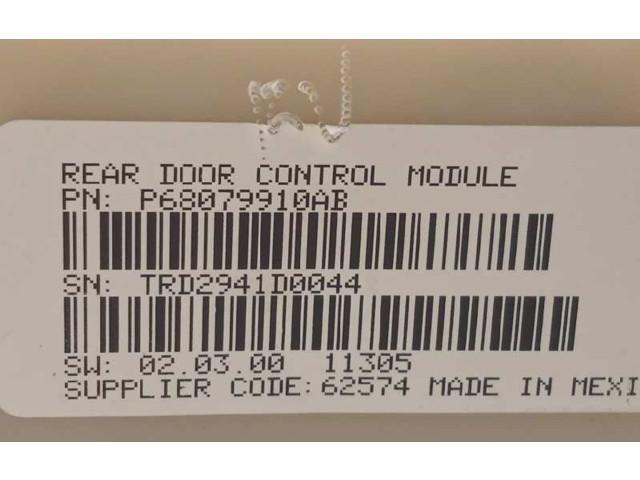 REAR DOOR CONTROL MODULE
PN: P68079910AB
SN: TRD2941D0044
SW: 02.03.00 11305
SUPPLIER CODE: 62574 MADE IN MEXI